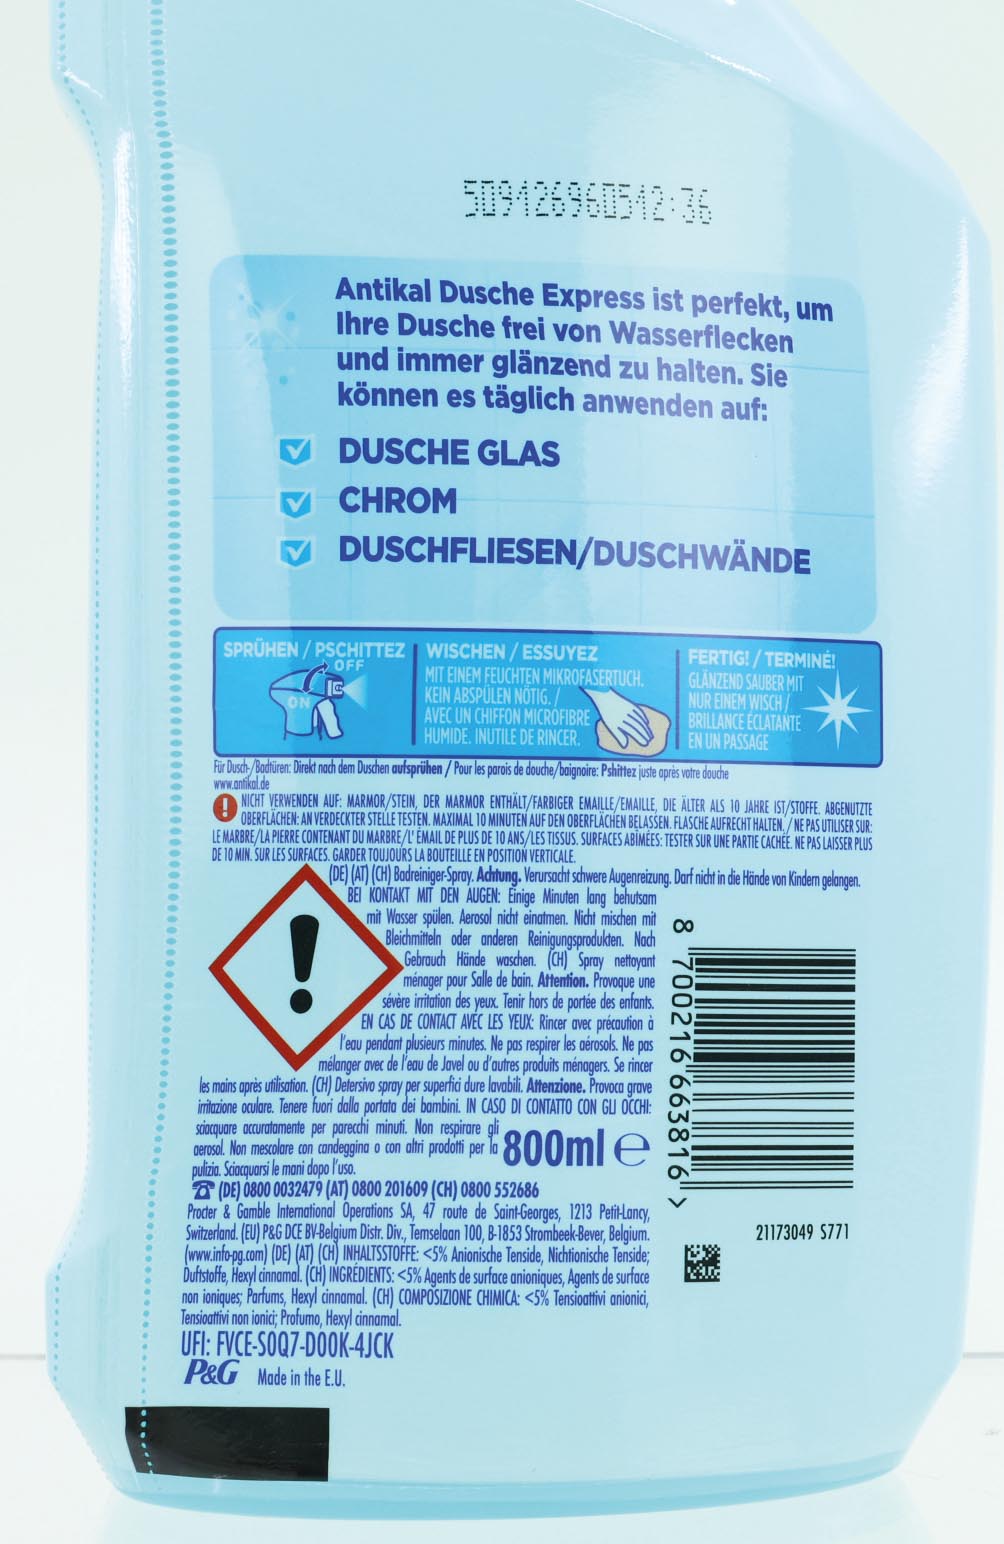 5091269605 12:36
Antikal Dusche Express ist perfekt, um
Ihre Dusche frei von Wasserflecken
und immer glänzend zu halten. Sie
können es täglich anwenden auf:
DUSCHE GLAS
CHROM
DUSCHFLIESEN/DUSCHWÄNDE
SPRÜHEN / PSCHITTEZ
OFF
ON
WISCHEN / ESSUYEZ
MIT EINEM FEUCHTEN MIKROFASERTUCH.
KEIN ABSPÜLEN NÖTIG. /
AVEC UN CHIFFON MICROFIBRE
HUMIDE. INUTILE DE RINCER.
FERTIG! / TERMINÉ!
GLÄNZEND SAUBER MIT
NUR EINEM WISCH /
BRILLANCE ÉCLATANTE
EN UN PASSAGE
Für Dusch-/Badtüren: Direkt nach dem Duschen aufsprühen / Pour les parois de douche/baignoire: Pshittez juste après votre douche
www.antikal.de
NICHT VERWENDEN AUF: MARMOR/STEIN, DER MARMOR ENTHÄLT/FARBIGER EMAILLE/EMAILLE, DIE ÄLTER ALS 10 JAHRE IST/STOFFE. ABGENUTZTE
OBERFLÄCHEN: AN VERDECKTER STELLE TESTEN. MAXIMAL 10 MINUTEN AUF DEN OBERFLÄCHEN BELASSEN. FLASCHE AUFRECHT HALTEN. / NE PAS UTILISER SUR:
LE MARBRE/LA PIERRE CONTENANT DU MARBRE/L' ÉMAIL DE PLUS DE 10 ANS/LES TISSUS. SURFACES ABÎMÉES: TESTER SUR UNE PARTIE CACHÉE. NE PAS LAISSER PLUS
DE 10 MIN. SUR LES SURFACES. GARDER TOUJOURS LA BOUTEILLE EN POSITION VERTICALE.
(DE) (AT) (CH) Badreiniger-Spray. Achtung. Verursacht schwere Augenreizung. Darf nicht in die Hände von Kindern gelangen.
BEI KONTAKT MIT DEN AUGEN: Einige Minuten lang behutsam
mit Wasser spülen. Aerosol nicht einatmen. Nicht mischen mit
Bleichmitteln oder anderen Reinigungsprodukten. Nach
Gebrauch Hände waschen. (CH) Spray nettoyant
ménager pour Salle de bain. Attention. Provoque une
sévère irritation des yeux. Tenir hors de portée des enfants.
EN CAS DE CONTACT AVEC LES YEUX: Rincer avec précaution à
l'eau pendant plusieurs minutes. Ne pas respirer les aérosols. Ne pas
mélanger avec de l'eau de Javel ou d'autres produits ménagers. Se rincer
les mains après utilisation. (CH) Detersivo spray per superfici dure lavabili. Attenzione. Provoca grave
irritazione oculare. Tenere fuori dalla portata dei bambini. IN CASO DI CONTATTO CON GLI OCCHI:
sciacquare accuratamente per parecchi minuti. Non respirare gli
aerosol. Non mescolare con candeggina o con altri prodotti per la
pulizia. Sciacquarsi le mani dopo l'uso.
800ml ℮
(DE) 0800 0032479 (AT) 0800 201609 (CH) 0800 552686
Procter & Gamble International Operations SA, 47 route de Saint-Georges, 1213 Petit-Lancy,
Switzerland. (EU) P&G DCE BV-Belgium Distr. Div., Temselaan 100, B-1853 Strombeek-Bever, Belgium.
(www.info-pg.com) (DE) (AT) (CH) INHALTSSTOFFE: <5% Anionische Tenside, Nichtionische Tenside;
Duftstoffe, Hexyl cinnamal. (CH) INGRÉDIENTS: <5% Agents de surface anioniques, Agents de surface
non ioniques; Parfums, Hexyl cinnamal. (CH) COMPOSIZIONE CHIMICA: <5% Tensioattivi anionici,
Tensioattivi non ionici; Profumo, Hexyl cinnamal.
UFI: FVCE-S0Q7-D00K-4JCK
P&G Made in the E.U.
8 700216 663816 >
21173049 S771